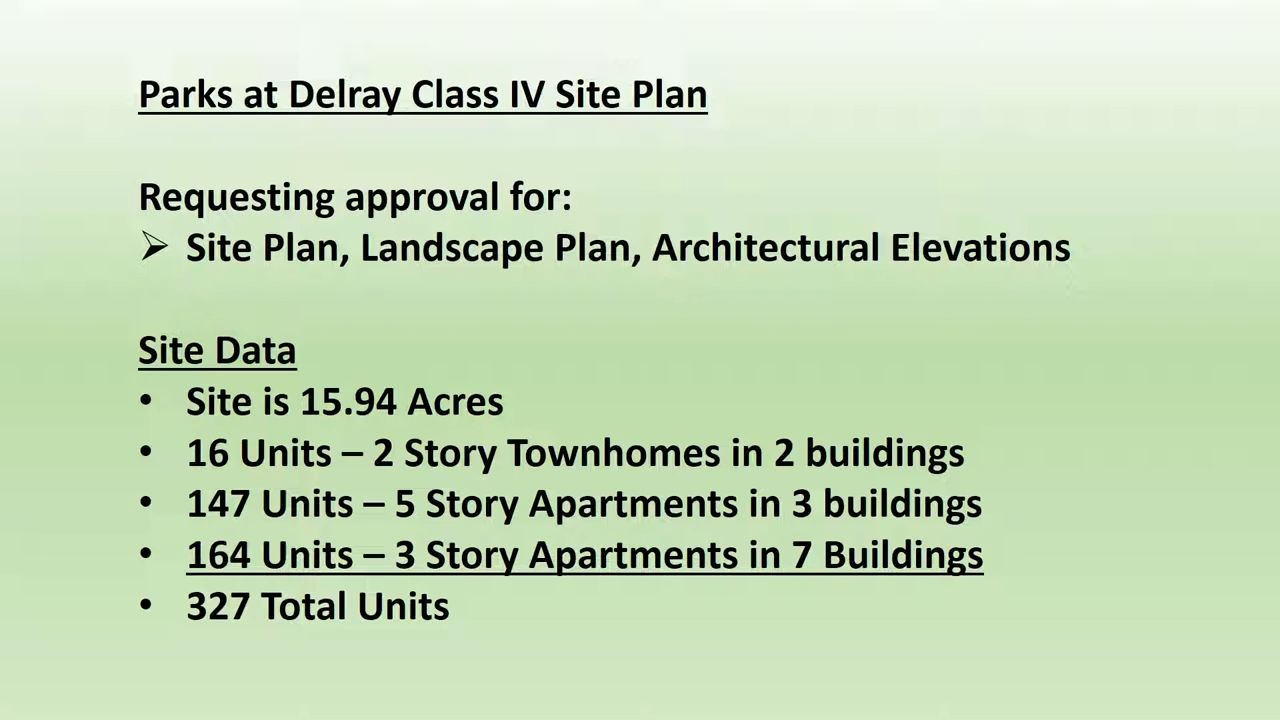 Parks at Delray Class IV Site Plan
Requesting approval for:
➢ Site Plan, Landscape Plan, Architectural Elevations
Site Data
• Site is 15.94 Acres
• 16 Units – 2 Story Townhomes in 2 buildings
• 147 Units – 5 Story Apartments in 3 buildings
• 164 Units – 3 Story Apartments in 7 Buildings
• 327 Total Units